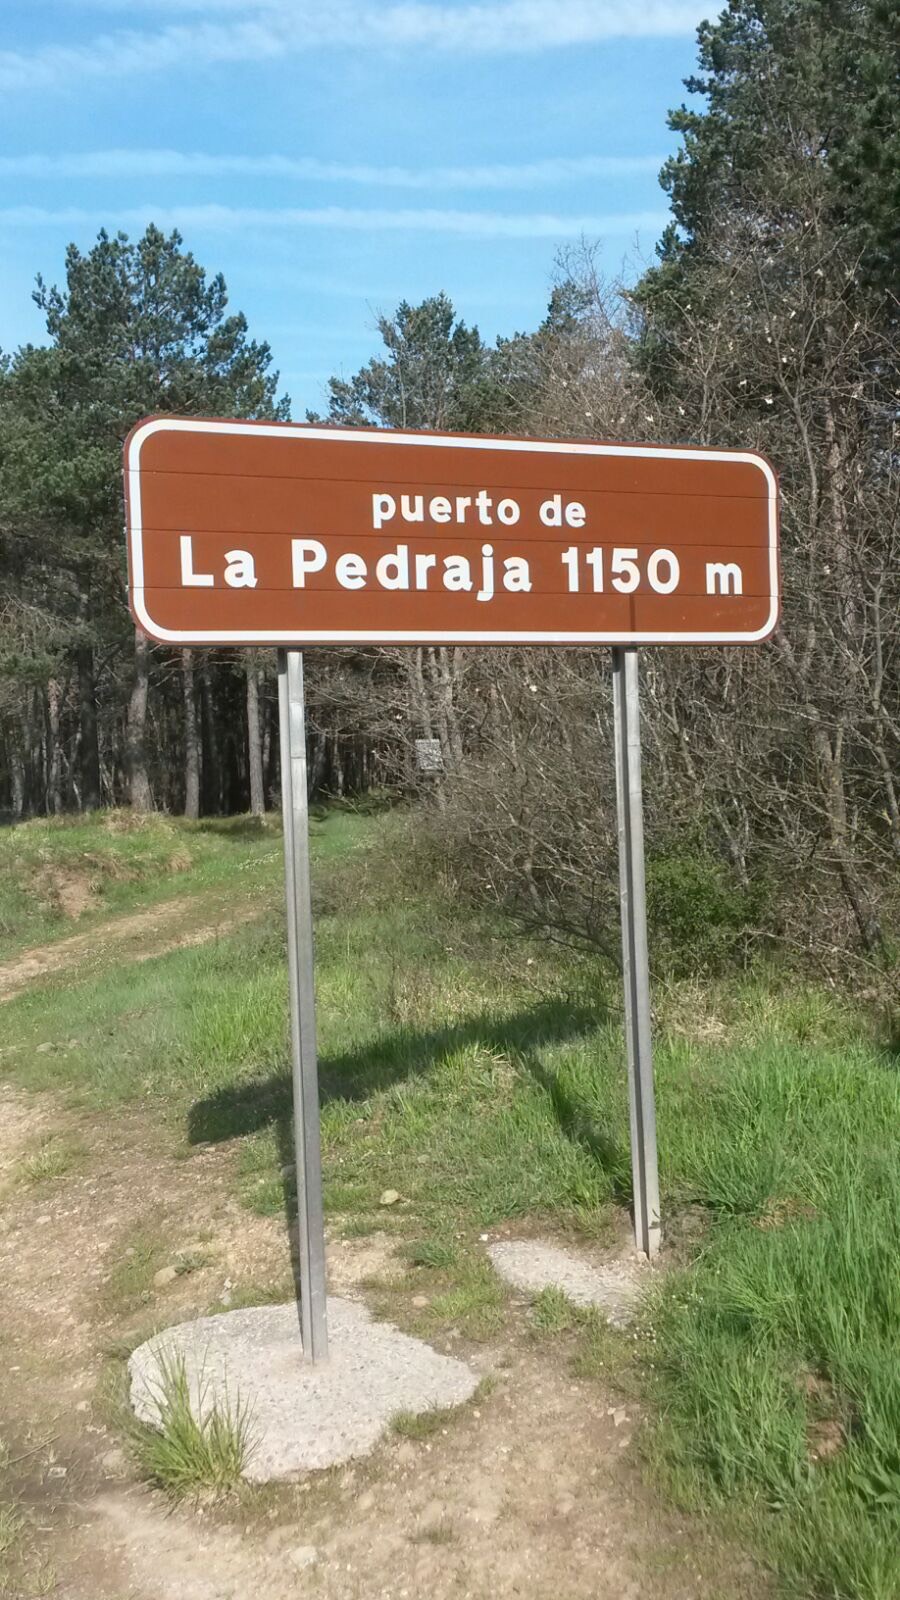 puerto de
La Pedraja 1150 m